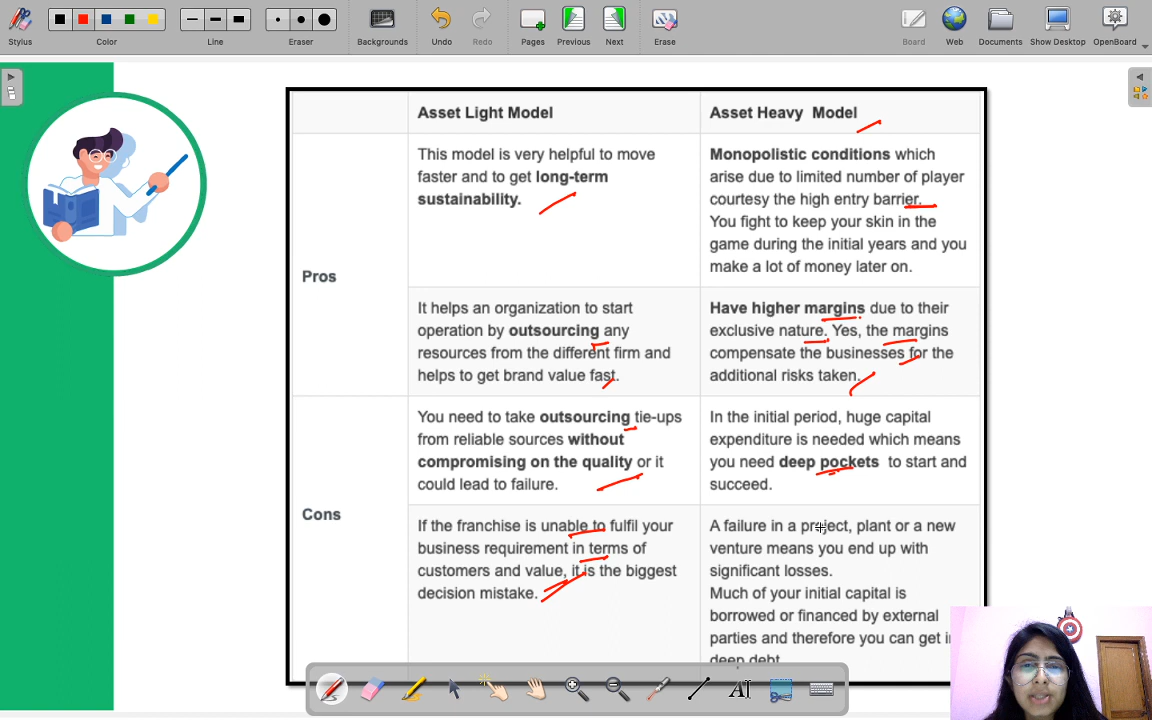 Stylus
Color
Line
Eraser
Backgrounds
Undo
Redo
Pages
Previous
Next
Erase
Board
Web
Documents
Show Desktop
OpenBoard
Asset Light Model
Asset Heavy Model
Pros
This model is very helpful to move
faster and to get long-term
sustainability.
Monopolistic conditions which
arise due to limited number of player
courtesy the high entry barrier.
You fight to keep your skin in the
game during the initial years and you
make a lot of money later on.
It helps an organization to start
operation by outsourcing any
resources from the different firm and
helps to get brand value fast.
Have higher margins due to their
exclusive nature. Yes, the margins
compensate the businesses for the
additional risks taken.
Cons
You need to take outsourcing tie-ups
from reliable sources without
compromising on the quality or it
could lead to failure.
In the initial period, huge capital
expenditure is needed which means
you need deep pockets to start and
succeed.
If the franchise is unable to fulfil your
business requirement in terms of
customers and value, it is the biggest
decision mistake.
A failure in a project, plant or a new
venture means you end up with
significant losses.
Much of your initial capital is
borrowed or financed by external
parties and therefore you can get
deep debt